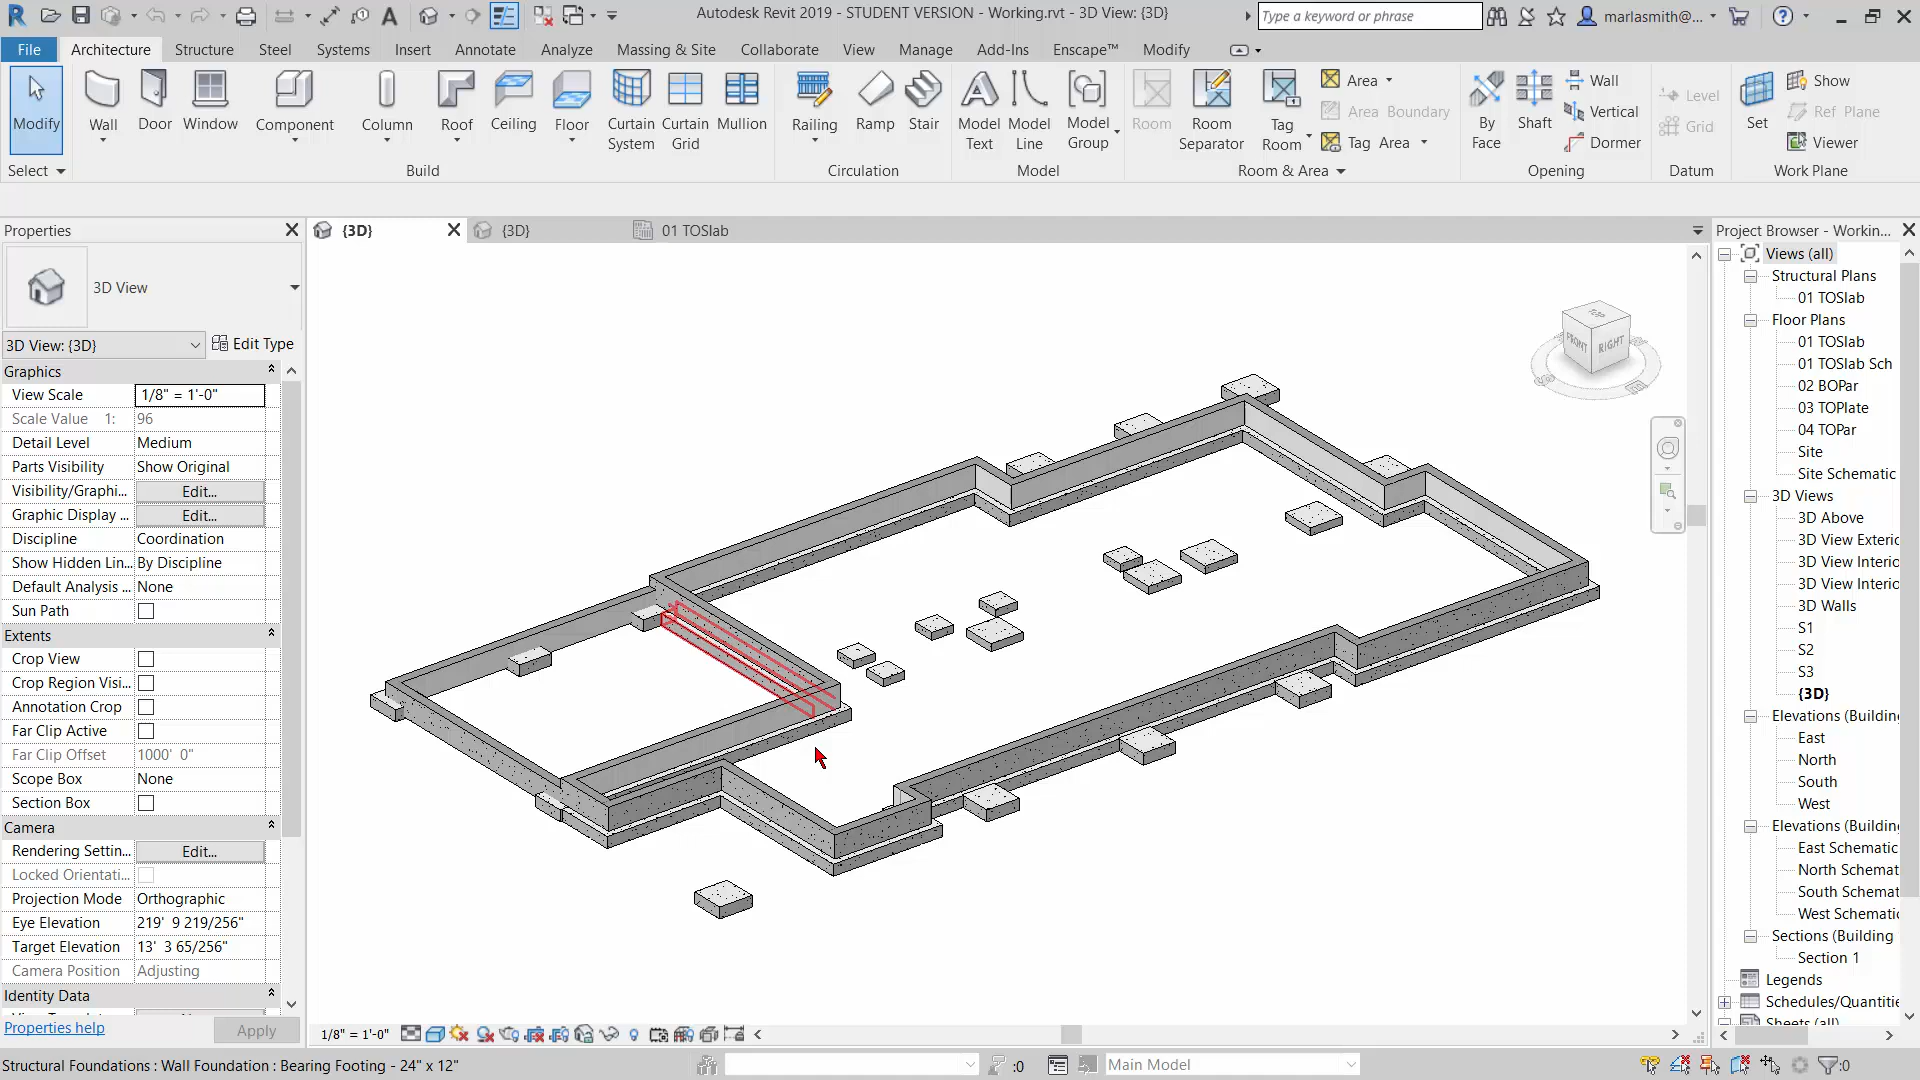 Autodesk Revit 2019 - STUDENT VERSION - Working.rvt - 3D View: {3D}
Type a keyword or phrase
marlasmith@...
File Architecture Structure Steel Systems Insert Annotate Analyze Massing & Site Collaborate View Manage Add-Ins Enscape™ Modify
Modify
Wall
Door
Window
Component
Column
Roof
Ceiling
Floor
Curtain System
Curtain Grid
Mullion
Railing
Ramp
Stair
Model Text
Model Line
Model Group
Room
Room Separator
Tag Room
Area
Area Boundary
Tag Area
By Face
Shaft
Wall
Vertical
Dormer
Level
Grid
Set
Show
Ref Plane
Viewer
Select
Build
Circulation
Model
Room & Area
Opening
Datum
Work Plane
Properties
3D View
3D View: {3D}
Edit Type
Graphics
View Scale 1/8" = 1'-0"
Scale Value 1: 96
Detail Level Medium
Parts Visibility Show Original
Visibility/Graphi... Edit...
Graphic Display ... Edit...
Discipline Coordination
Show Hidden Lin... By Discipline
Default Analysis ... None
Sun Path
Extents
Crop View
Crop Region Visi...
Annotation Crop
Far Clip Active
Far Clip Offset 1000' 0"
Scope Box None
Section Box
Camera
Rendering Settin... Edit...
Locked Orientati...
Projection Mode Orthographic
Eye Elevation 219' 9 219/256"
Target Elevation 13' 3 65/256"
Camera Position Adjusting
Identity Data
Properties help
Apply
{3D}
{3D}
01 TOSlab
TOP
FRONT
RIGHT
1/8" = 1'-0"
Project Browser - Workin...
Views (all)
Structural Plans
01 TOSlab
Floor Plans
01 TOSlab
01 TOSlab Sch
02 BOPar
03 TOPlate
04 TOPar
Site
Site Schematic
3D Views
3D Above
3D View Exteric
3D View Interio
3D View Interio
3D Walls
S1
S2
S3
{3D}
Elevations (Building
East
North
South
West
Elevations (Building
East Schematic
North Schemat
South Schemat
West Schematic
Sections (Building
Section 1
Legends
Schedules/Quantitie
Sheets (all)
Structural Foundations : Wall Foundation : Bearing Footing - 24" x 12"
:0
Main Model
:0